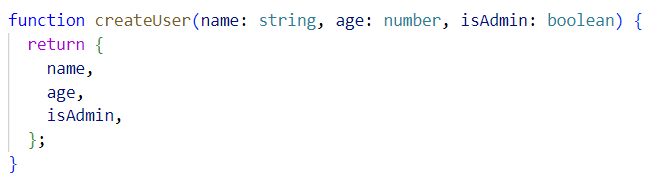 function createUser(name: string, age: number, isAdmin: boolean) {
  return {
    name,
    age,
    isAdmin,
  };
}